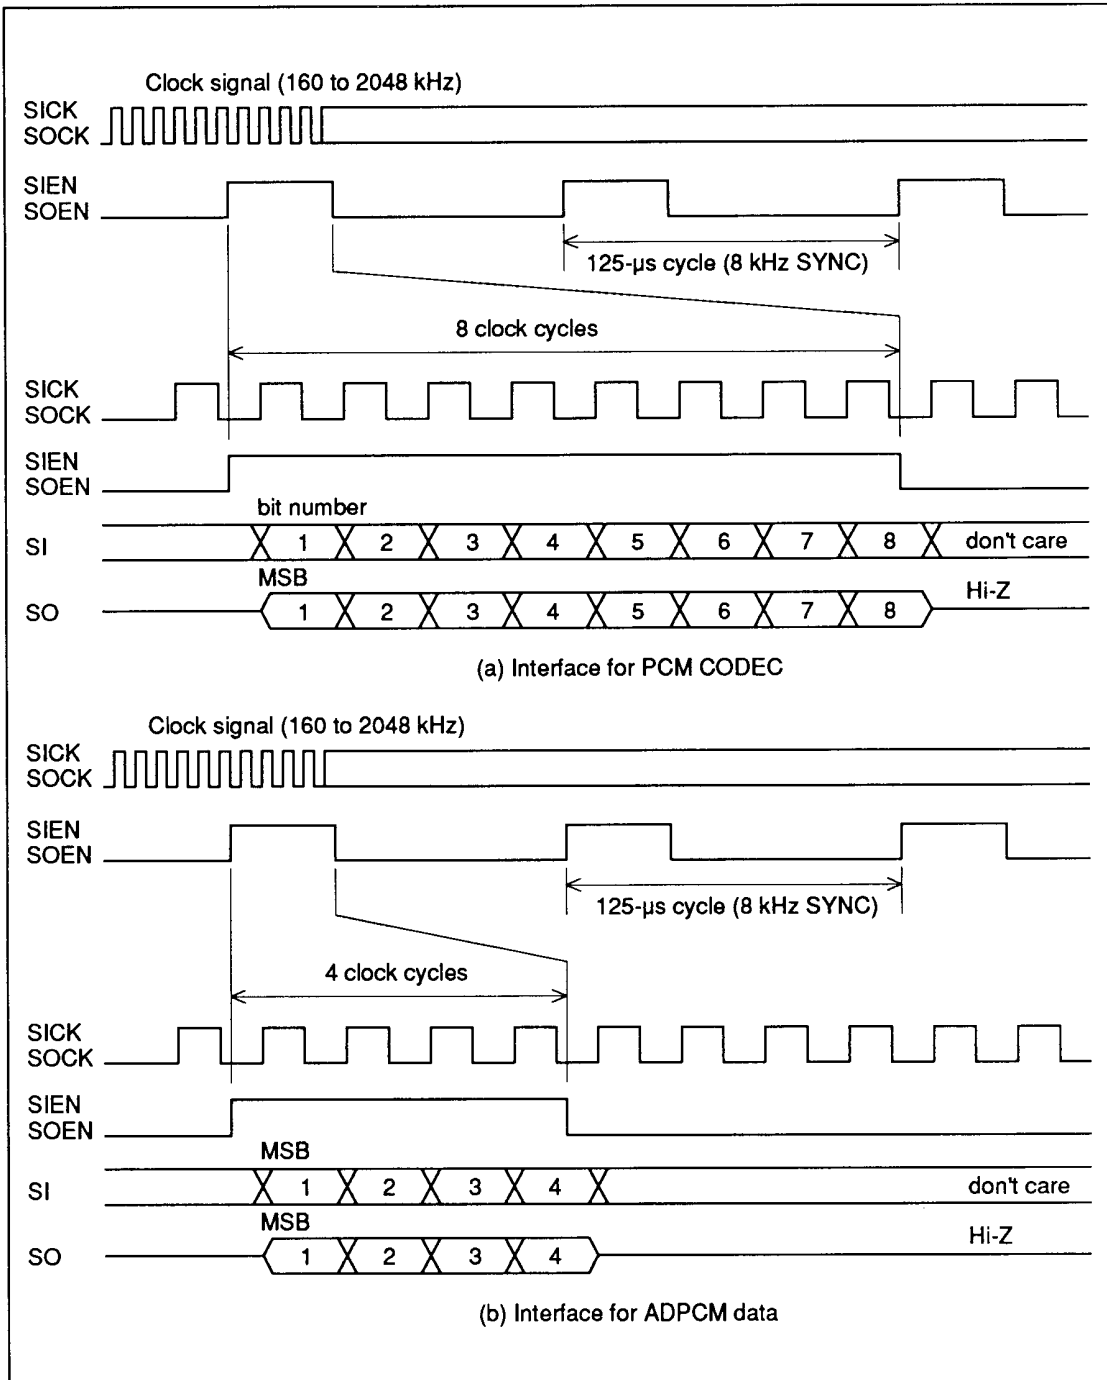 Clock signal (160 to 2048 kHz)
SICK
SOCK
SIEN
SOEN
125-µs cycle (8 kHz SYNC)
8 clock cycles
SICK
SOCK
SIEN
SOEN
bit number
SI 1 2 3 4 5 6 7 8 don't care
MSB
Hi-Z
SO 1 2 3 4 5 6 7 8
(a) Interface for PCM CODEC
Clock signal (160 to 2048 kHz)
SICK
SOCK
SIEN
SOEN
125-µs cycle (8 kHz SYNC)
4 clock cycles
SICK
SOCK
SIEN
SOEN
MSB
SI 1 2 3 4 don't care
MSB
Hi-Z
SO 1 2 3 4
(b) Interface for ADPCM data